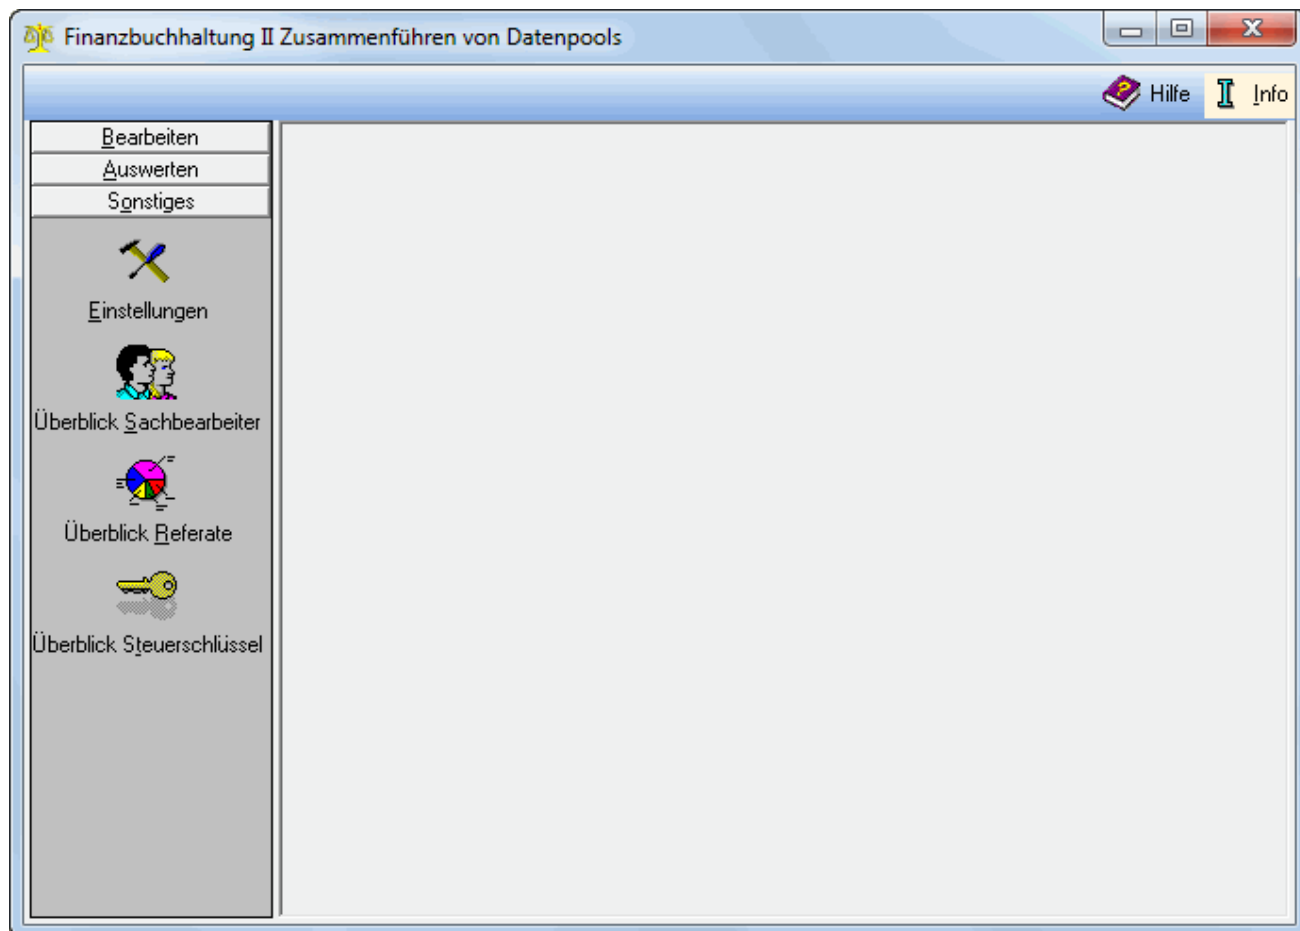 Finanzbuchhaltung II Zusammenführen von Datenpools
Hilfe Info
Bearbeiten
Auswerten
Sonstiges
Einstellungen
Überblick Sachbearbeiter
Überblick Referate
Überblick Steuerschlüssel